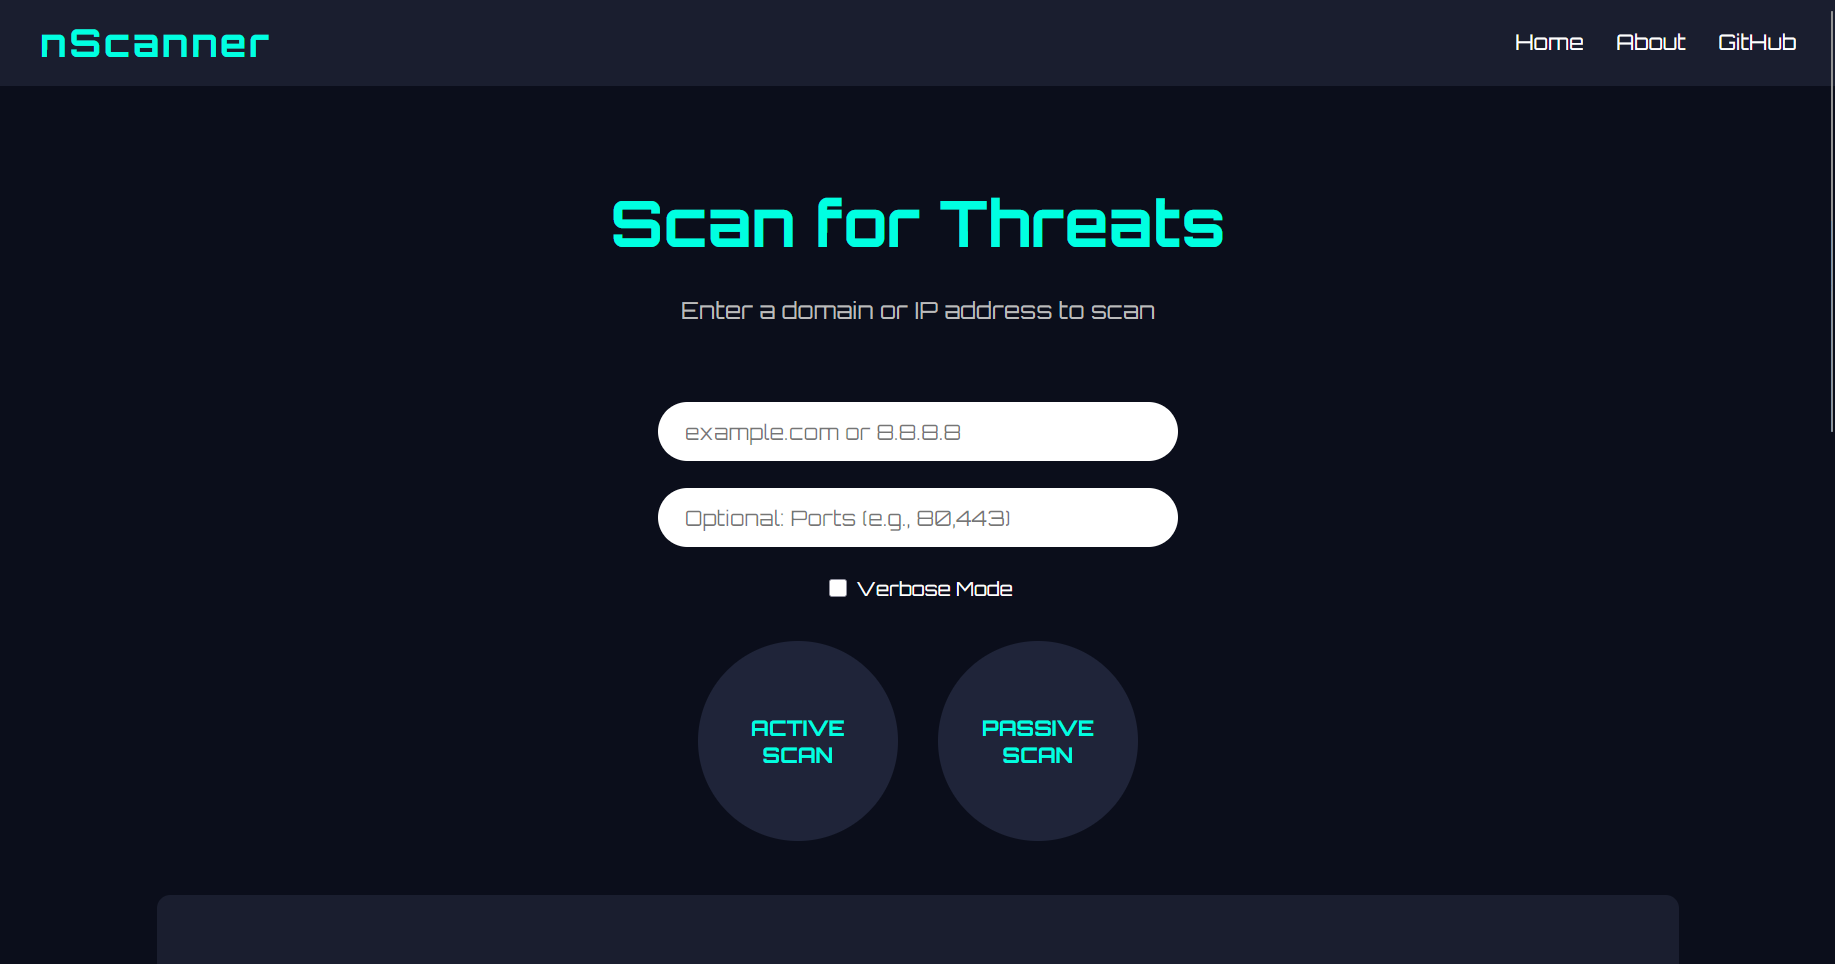 nScanner
Home
About
GitHub
Scan for Threats
Enter a domain or IP address to scan
example.com or 8.8.8.8
Optional: Ports (e.g., 80,443)
Verbose Mode
ACTIVE
SCAN
PASSIVE
SCAN